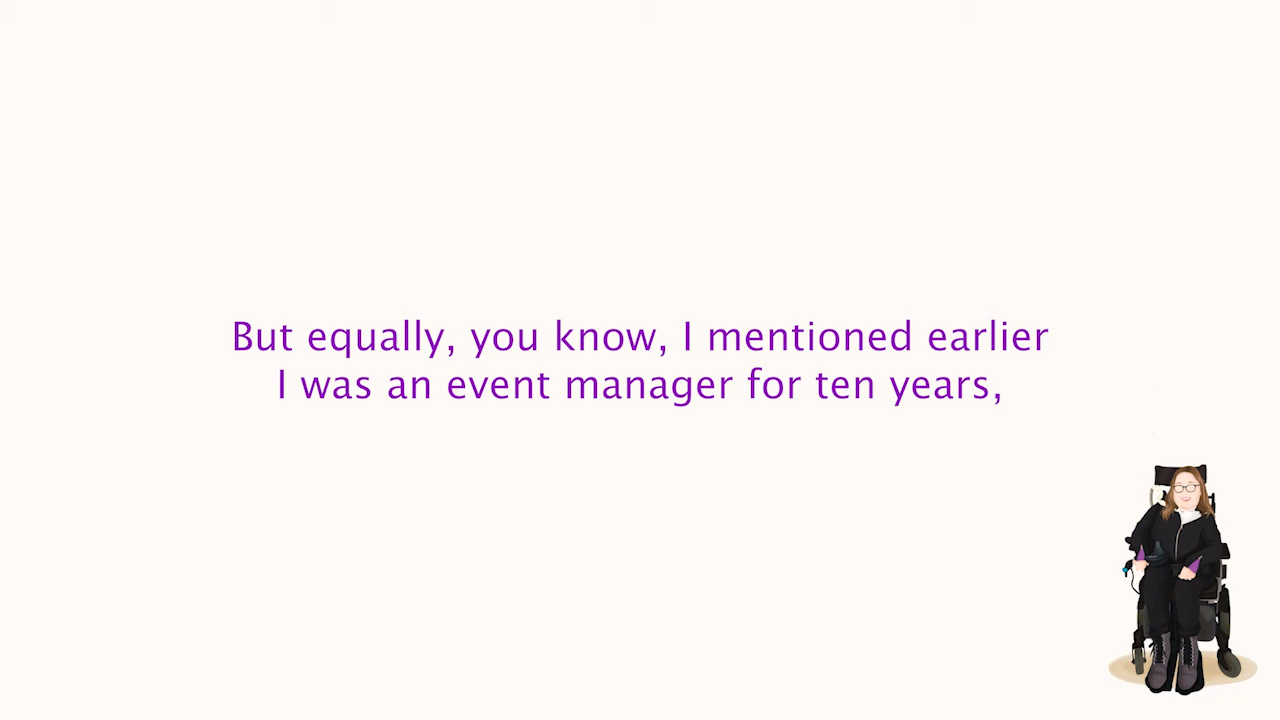 But equally, you know, I mentioned earlier
I was an event manager for ten years,